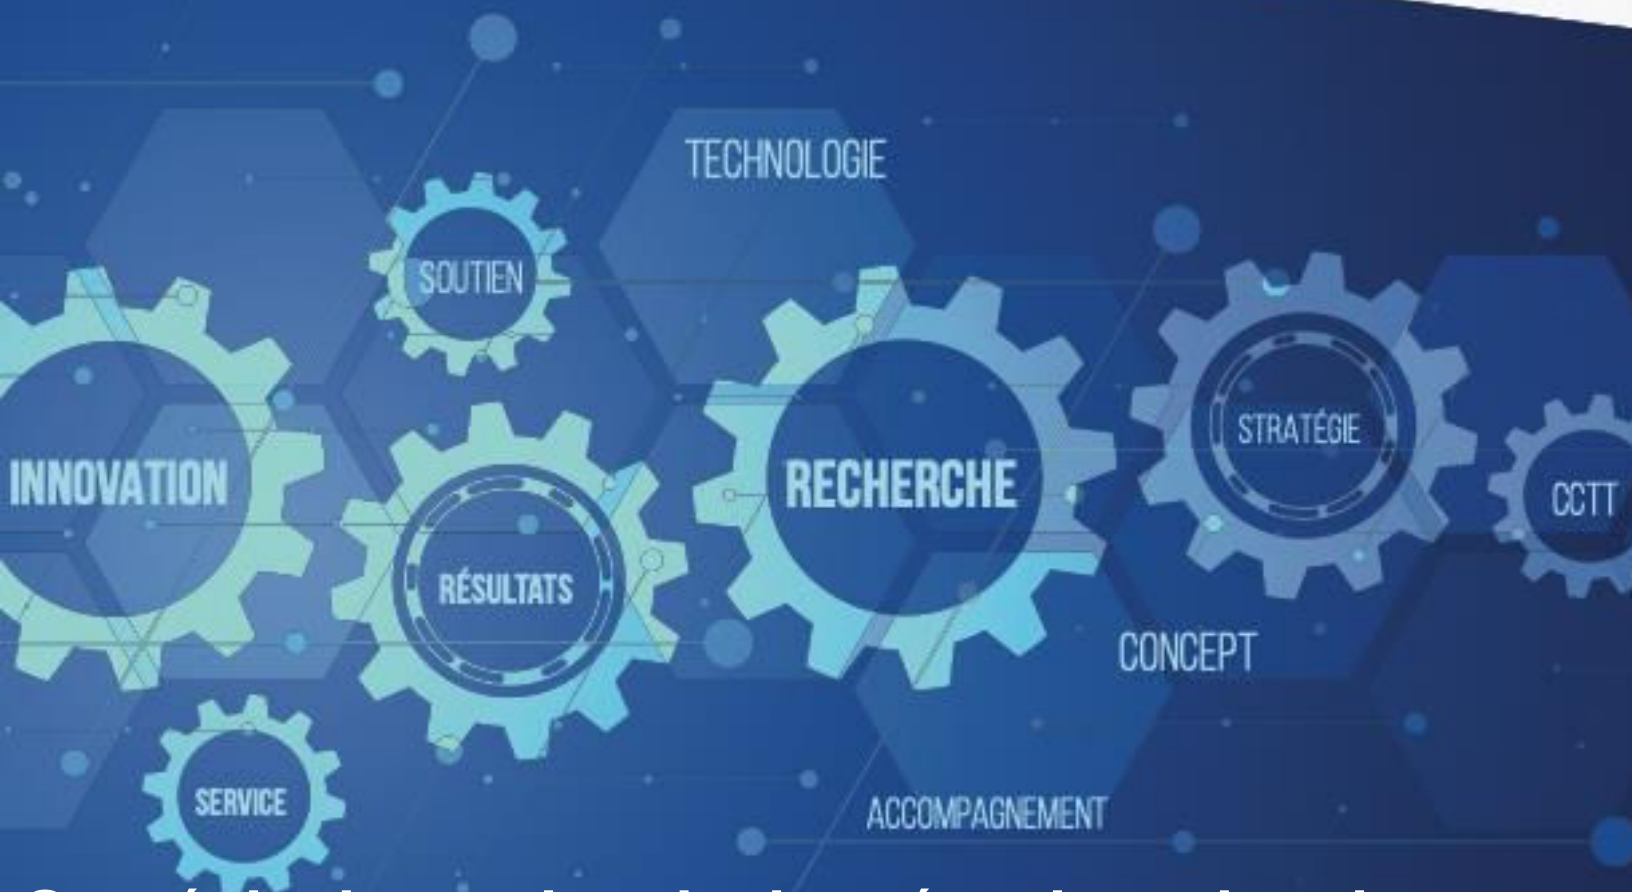 TECHNOLOGIE
SOUTIEN
STRATÉGIE
INNOVATION
RECHERCHE
CCTT
RÉSULTATS
CONCEPT
SERVICE
ACCOMPAGNEMENT